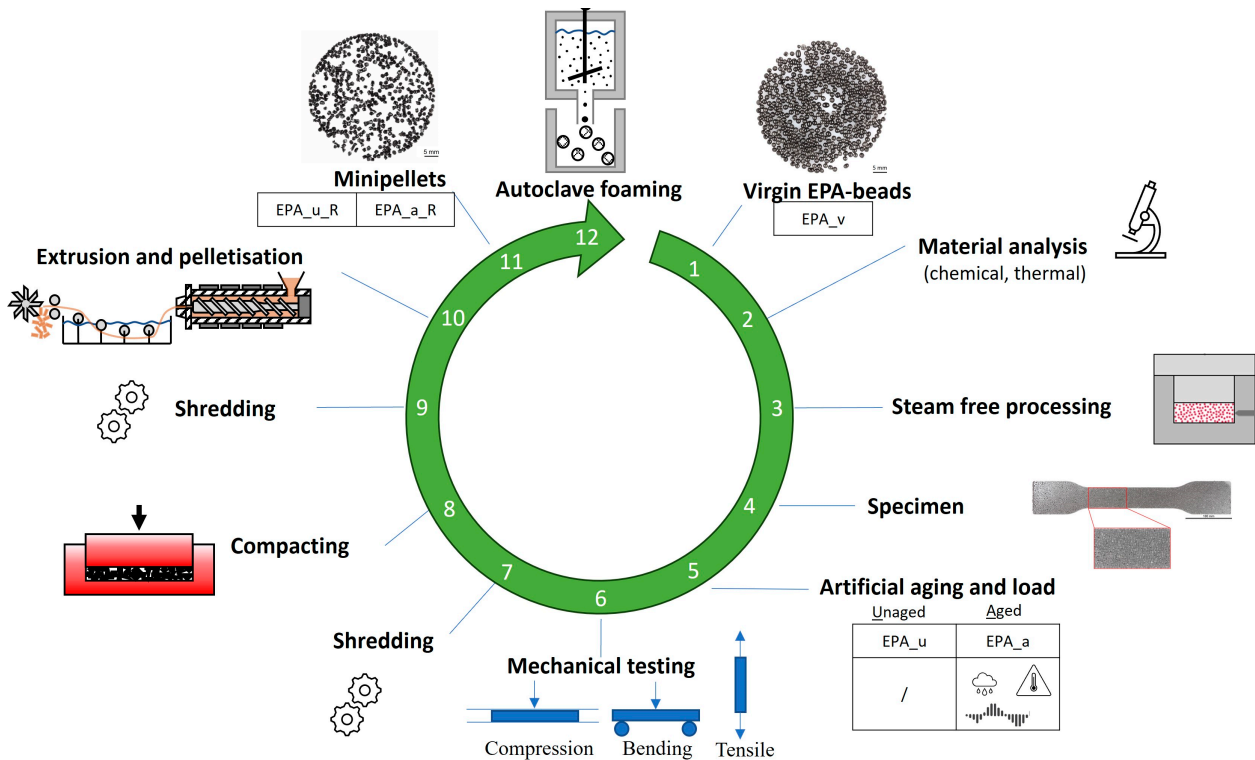 Minipellets
EPA_u_R
EPA_a_R
5 mm
Autoclave foaming
Virgin EPA-beads
EPA_v
5 mm
12
1
2
3
4
5
6
7
8
9
10
11
Material analysis
(chemical, thermal)
Steam free processing
Specimen
Artificial aging and load
Unaged
Aged
EPA_u
EPA_a
/
Mechanical testing
Compression
Bending
Tensile
Shredding
Compacting
Shredding
Extrusion and pelletisation